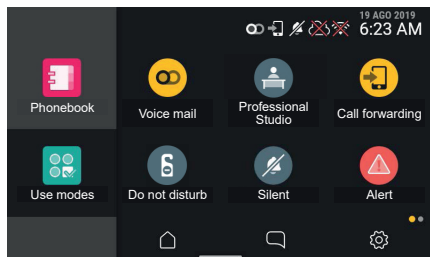 19 AGO 2019
6:23 AM
Phonebook
Voice mail
Professional
Studio
Call forwarding
Use modes
Do not disturb
Silent
Alert